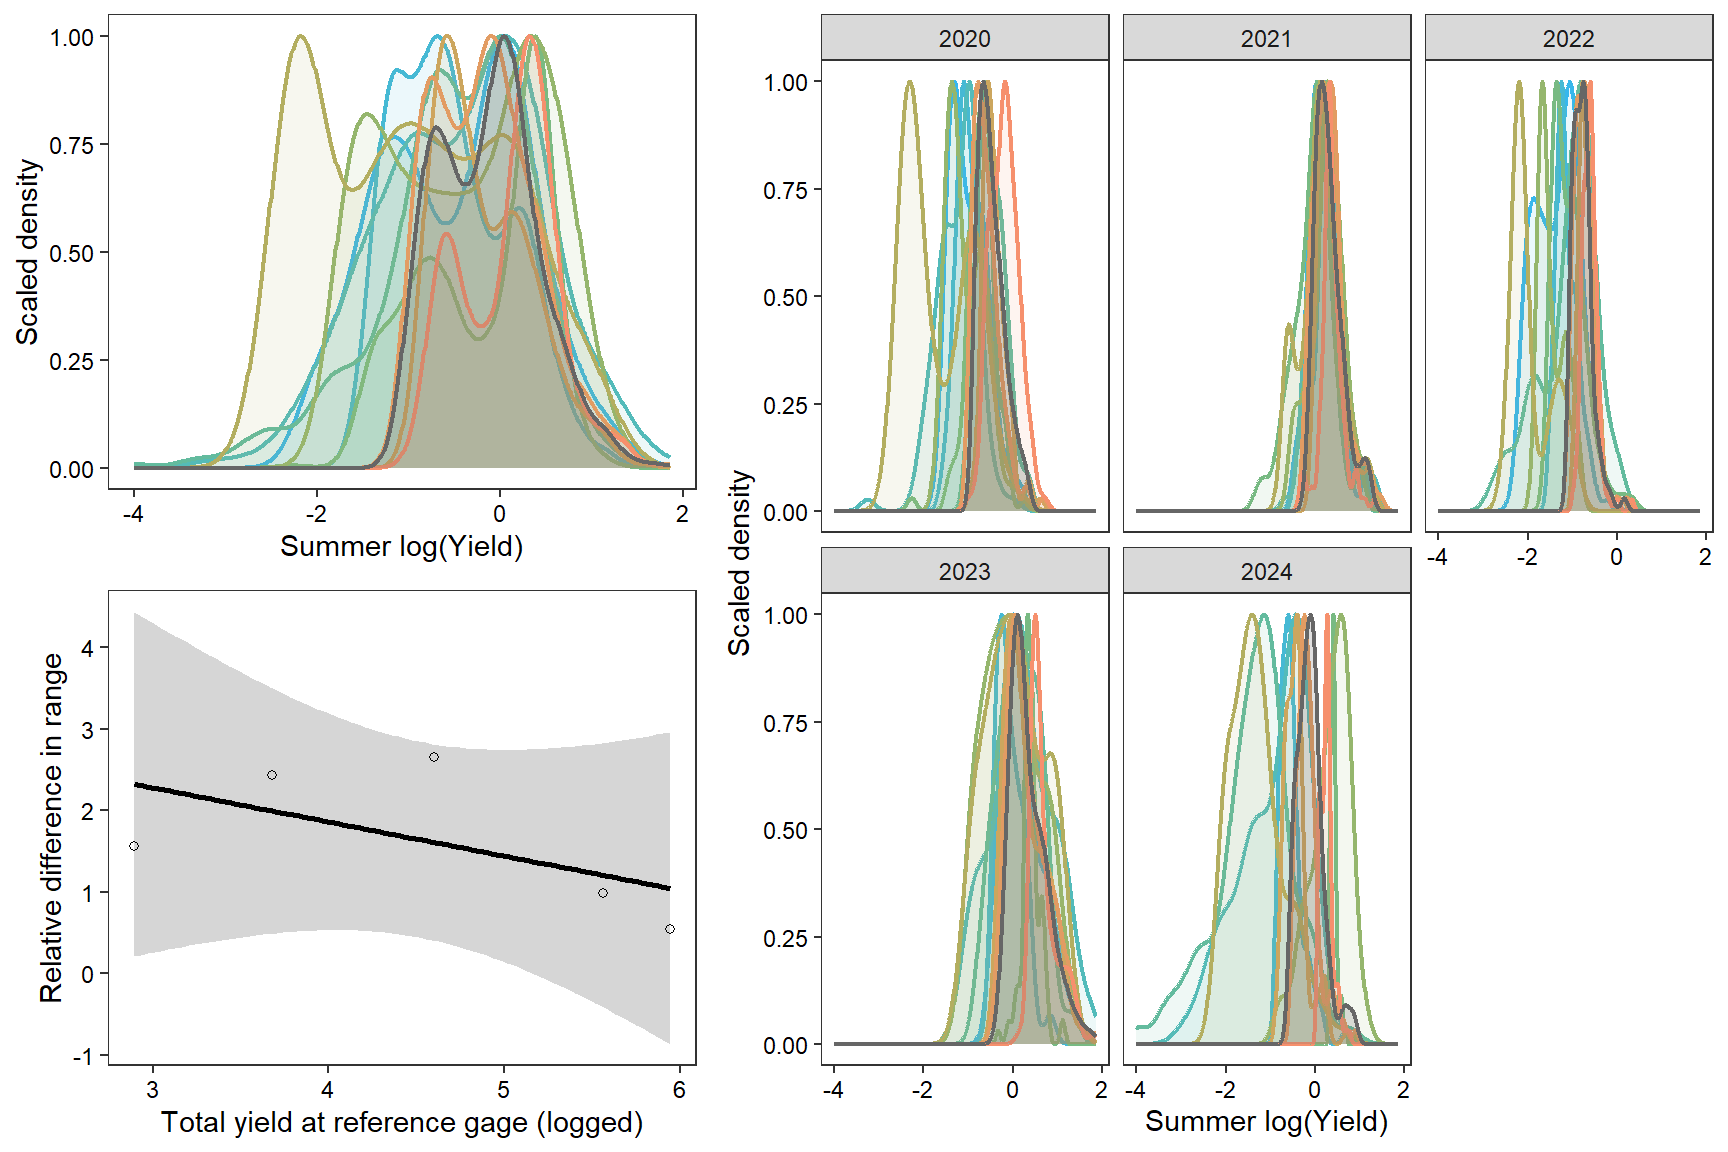 1.00
0.75
0.50
0.25
0.00
Scaled density
-4 -2 0 2
Summer log(Yield)
4
3
2
1
0
-1
Relative difference in range
3 4 5 6
Total yield at reference gage (logged)
Scaled density
2020 2021 2022
1.00
0.75
0.50
0.25
0.00
-4 -2 0 2
2023 2024
1.00
0.75
0.50
0.25
0.00
-4 -2 0 2 -4 -2 0 2
Summer log(Yield)